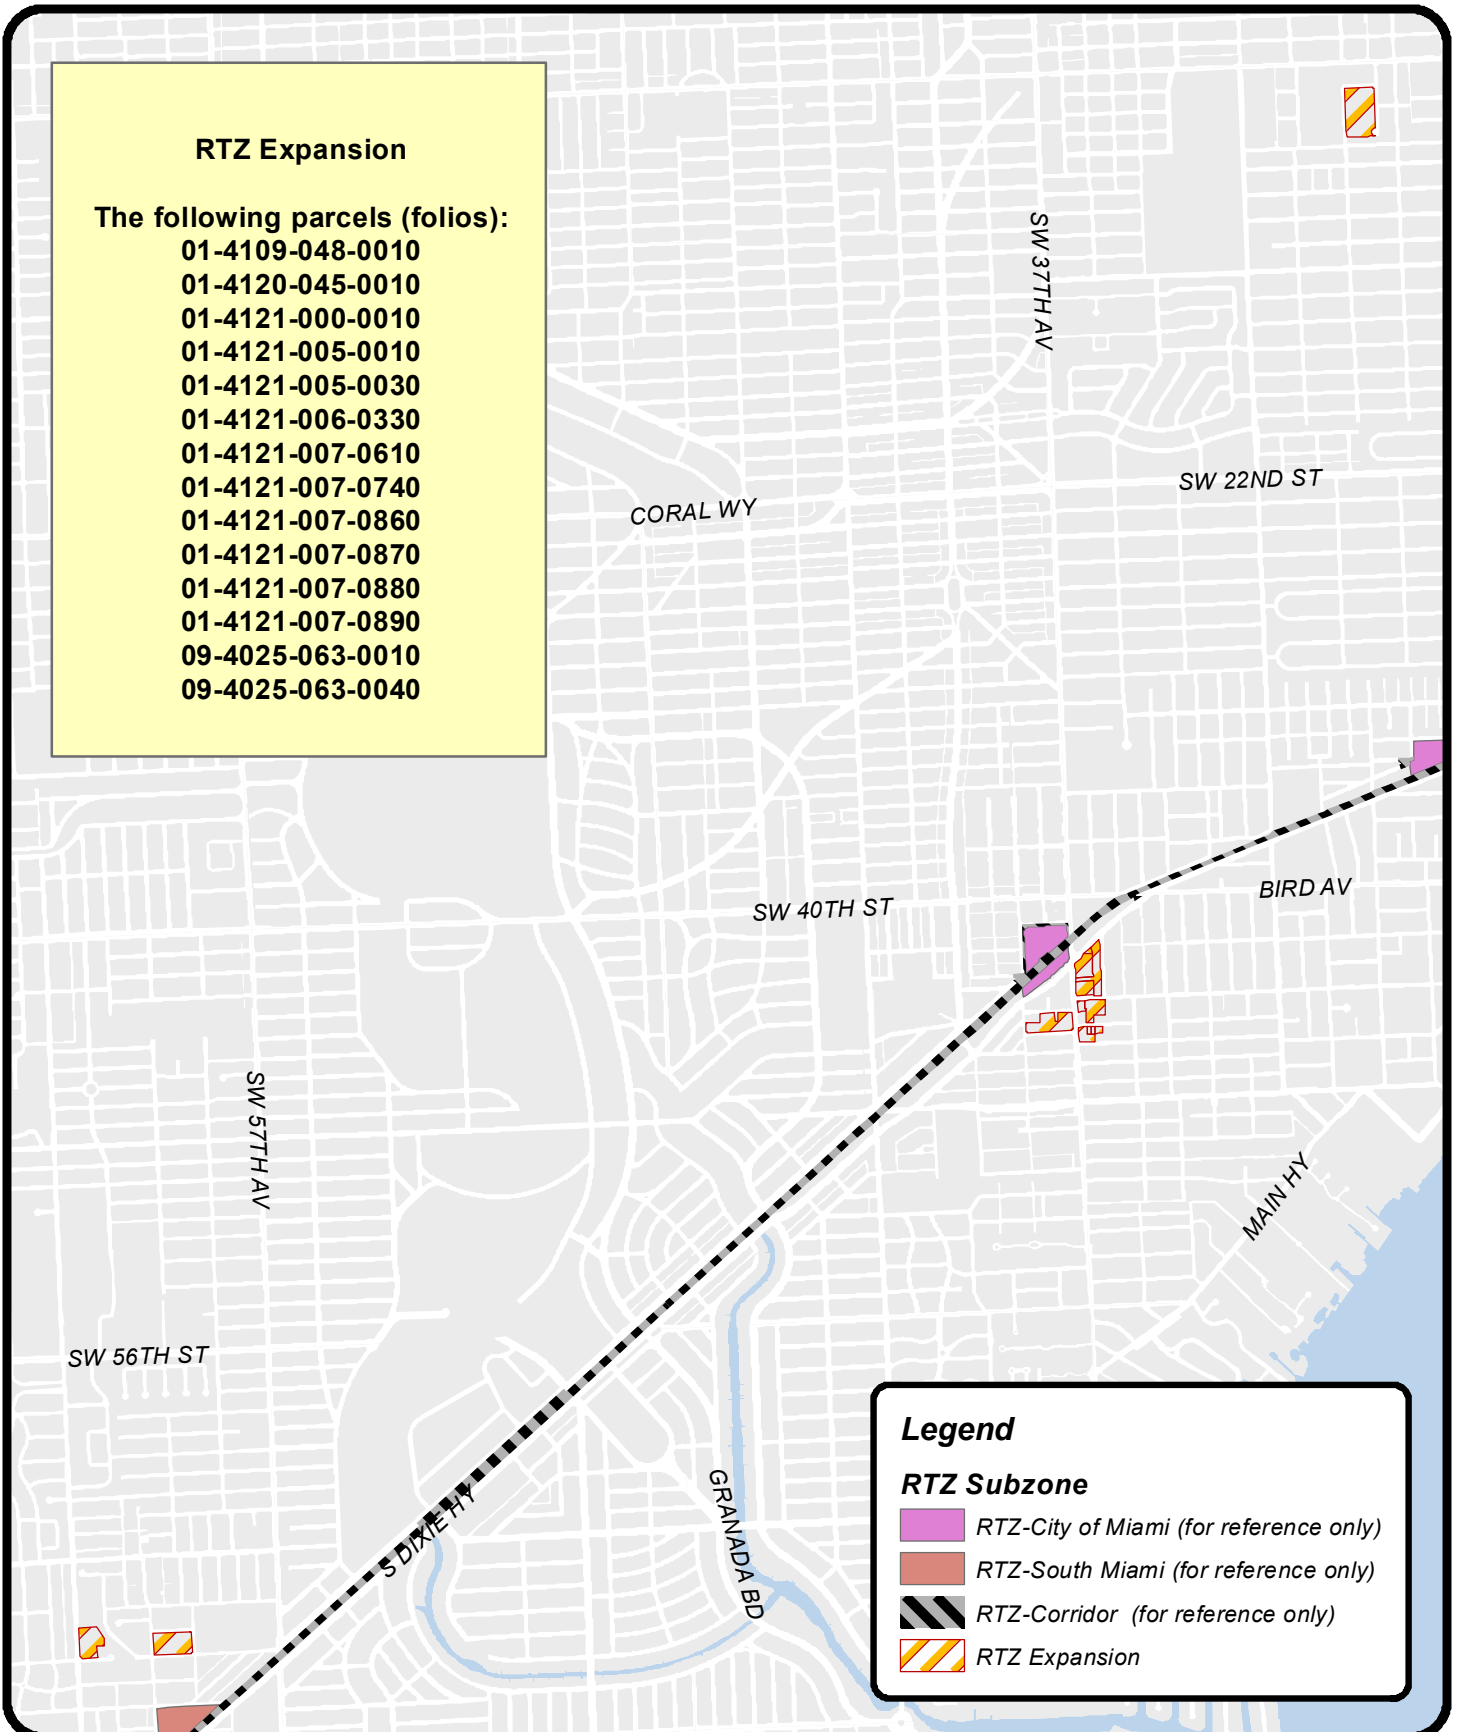 RTZ Expansion
The following parcels (folios):
01-4109-048-0010
01-4120-045-0010
01-4121-000-0010
01-4121-005-0010
01-4121-005-0030
01-4121-006-0330
01-4121-007-0610
01-4121-007-0740
01-4121-007-0860
01-4121-007-0870
01-4121-007-0880
01-4121-007-0890
09-4025-063-0010
09-4025-063-0040
SW 37TH AV
SW 22ND ST
CORAL WY
BIRD AV
SW 40TH ST
SW 57TH AV
MAIN HY
SW 56TH ST
S DIXIE HY
GRANADA BD
Legend
RTZ Subzone
RTZ-City of Miami (for reference only)
RTZ-South Miami (for reference only)
RTZ-Corridor (for reference only)
RTZ Expansion